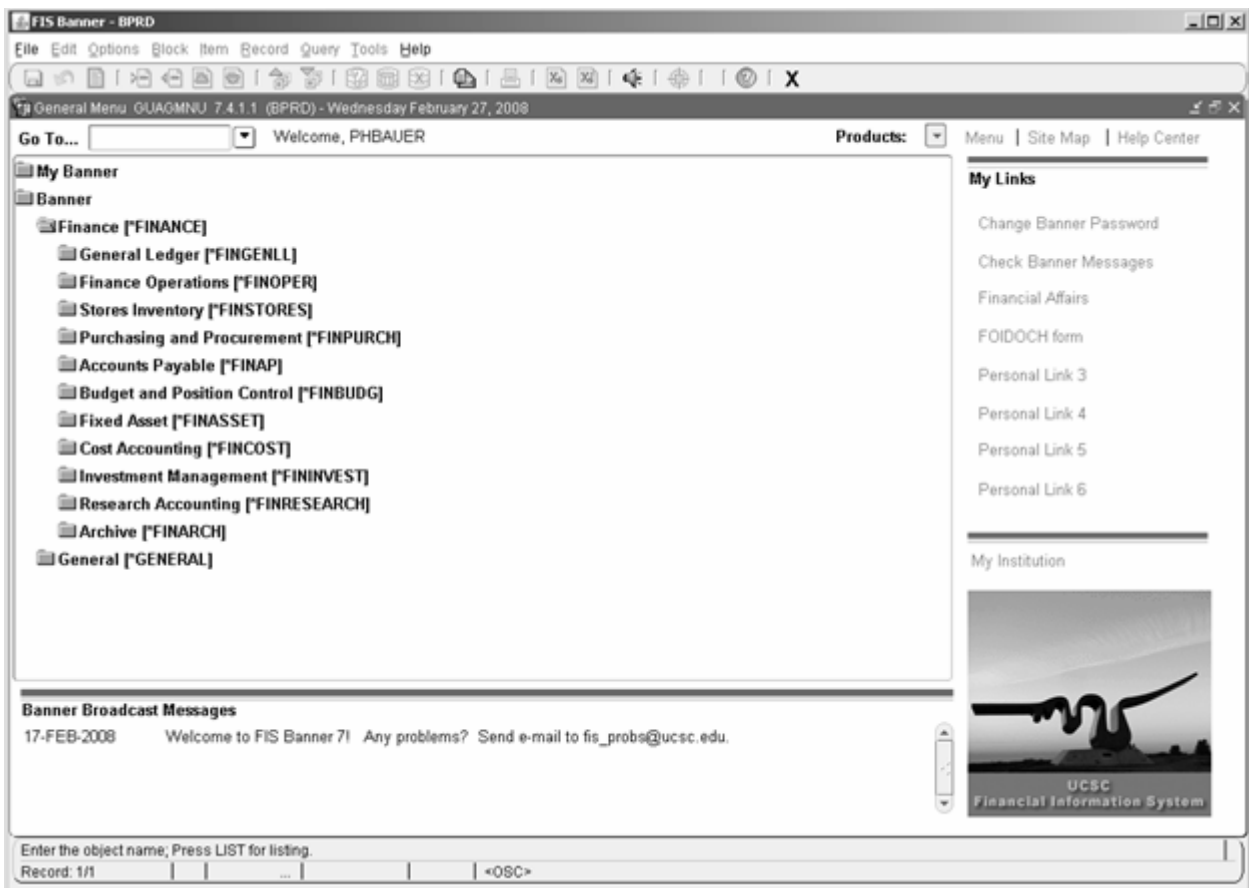 FIS Banner - BPRD
File Edit Options Block Item Record Query Tools Help
General Menu GUAGMNU 7.4.1.1 (BPRD) - Wednesday February 27, 2008
Go To... Welcome, PHBAUER Products: Menu | Site Map | Help Center
My Banner
Banner
Finance [*FINANCE]
General Ledger [*FINGENLL]
Finance Operations [*FINOPER]
Stores Inventory [*FINSTORES]
Purchasing and Procurement [*FINPURCH]
Accounts Payable [*FINAP]
Budget and Position Control [*FINBUDG]
Fixed Asset [*FINASSET]
Cost Accounting [*FINCOST]
Investment Management [*FININVEST]
Research Accounting [*FINRESEARCH]
Archive [*FINARCH]
General [*GENERAL]
My Links
Change Banner Password
Check Banner Messages
Financial Affairs
FOIDOCH form
Personal Link 3
Personal Link 4
Personal Link 5
Personal Link 6
My Institution
UCSC
Financial Information System
Banner Broadcast Messages
17-FEB-2008 Welcome to FIS Banner 7! Any problems? Send e-mail to fis_probs@ucsc.edu.
Enter the object name; Press LIST for listing.
Record: 1/1 ... <OSC>